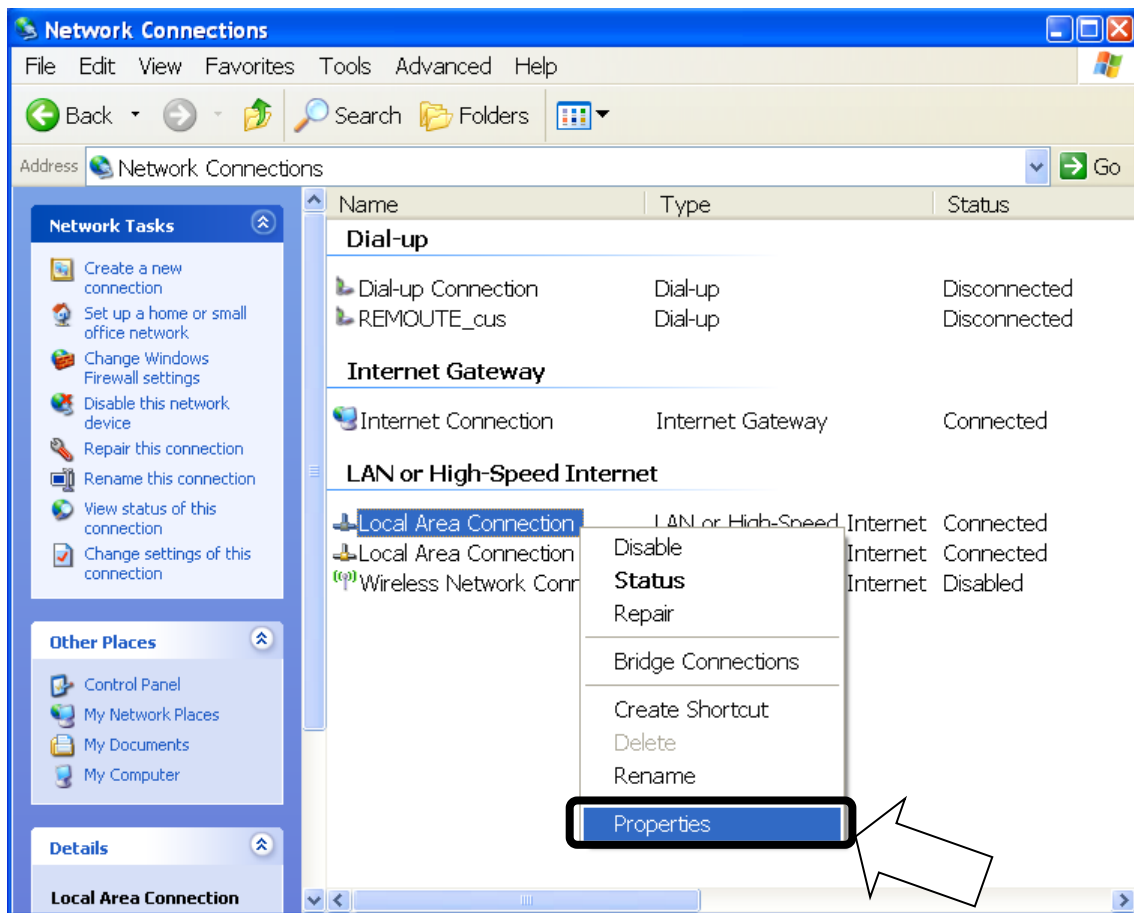 Network Connections
File Edit View Favorites Tools Advanced Help
Back Search Folders
Address Network Connections Go
Network Tasks
Create a new
connection
Set up a home or small
office network
Change Windows
Firewall settings
Disable this network
device
Repair this connection
Rename this connection
View status of this
connection
Change settings of this
connection
Other Places
Control Panel
My Network Places
My Documents
My Computer
Details
Local Area Connection
Name Type Status
Dial-up
Dial-up Connection Dial-up Disconnected
REMOUTE_cus Dial-up Disconnected
Internet Gateway
Internet Connection Internet Gateway Connected
LAN or High-Speed Internet
Local Area Connection LAN or High-Speed Internet Connected
Local Area Connection Internet Connected
Wireless Network Conn Internet Disabled
Disable
Status
Repair
Bridge Connections
Create Shortcut
Delete
Rename
Properties